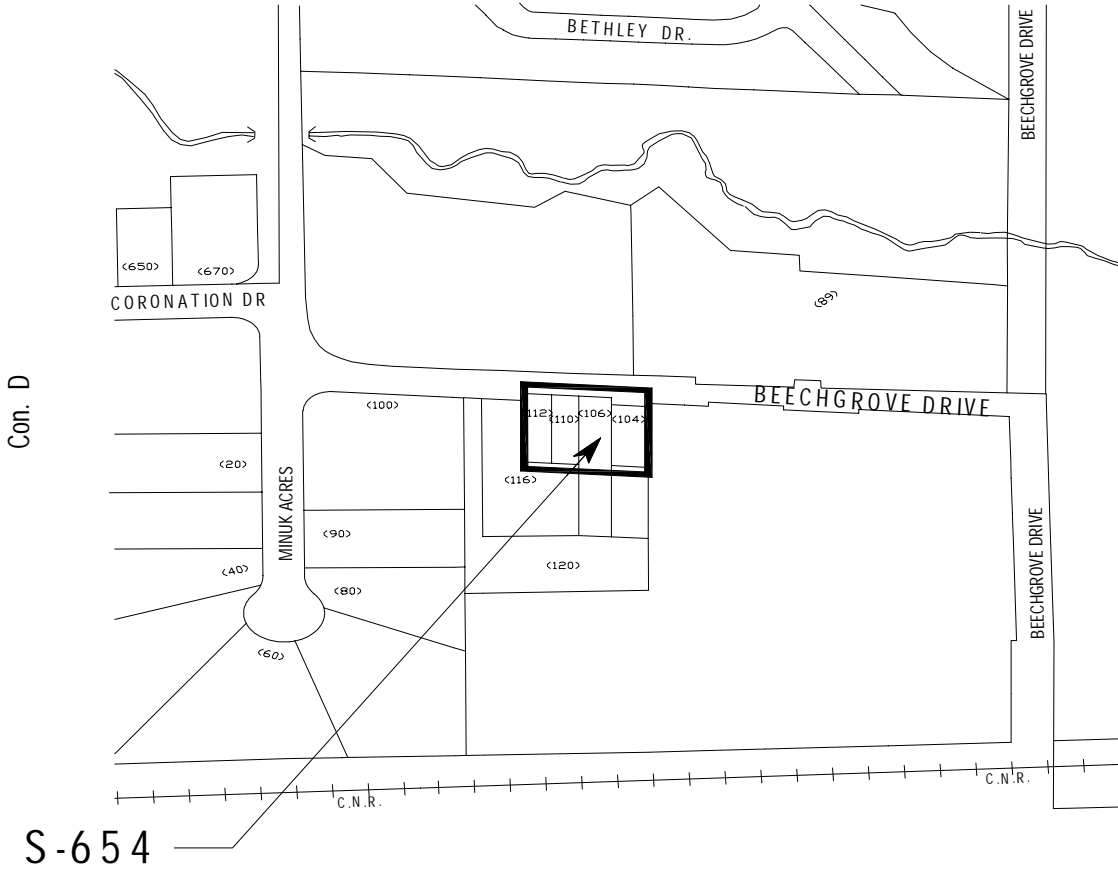 BETHLEY DR.
BEECHGROVE DRIVE
(650)
(670)
CORONATION DR
(89)
Con. D
BEECHGROVE DRIVE
(100)
(112)
(110)
(106)
(104)
(20)
MINUK ACRES
(116)
(90)
(120)
BEECHGROVE DRIVE
(40)
(80)
(60)
C.N.R.
C.N.R.
S-654